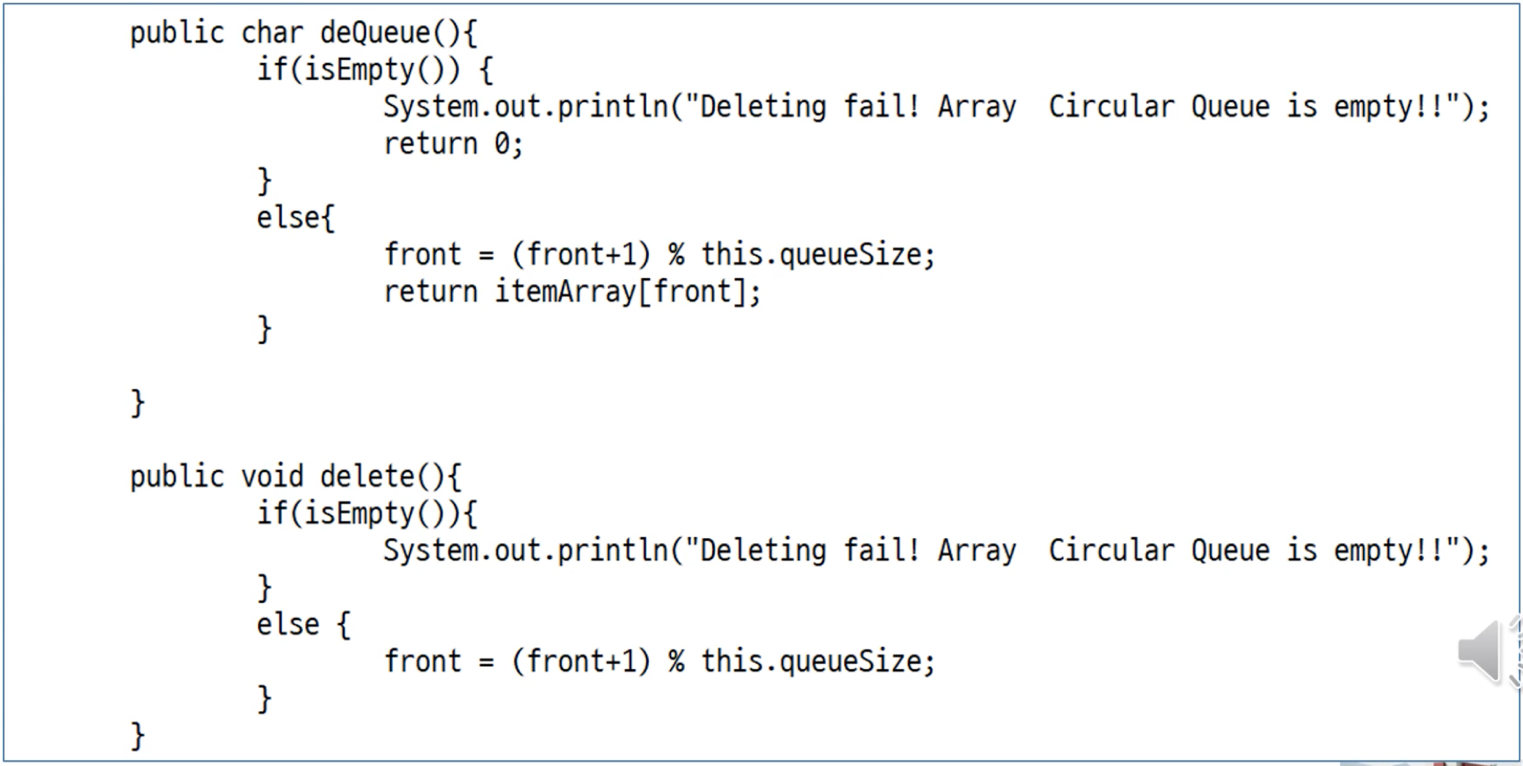 public char deQueue(){
if(isEmpty()) {
System.out.println("Deleting fail! Array  Circular Queue is empty!!");
return 0;
}
else{
front = (front+1) % this.queueSize;
return itemArray[front];
}
}
public void delete(){
if(isEmpty()){
System.out.println("Deleting fail! Array  Circular Queue is empty!!");
}
else {
front = (front+1) % this.queueSize;
}
}